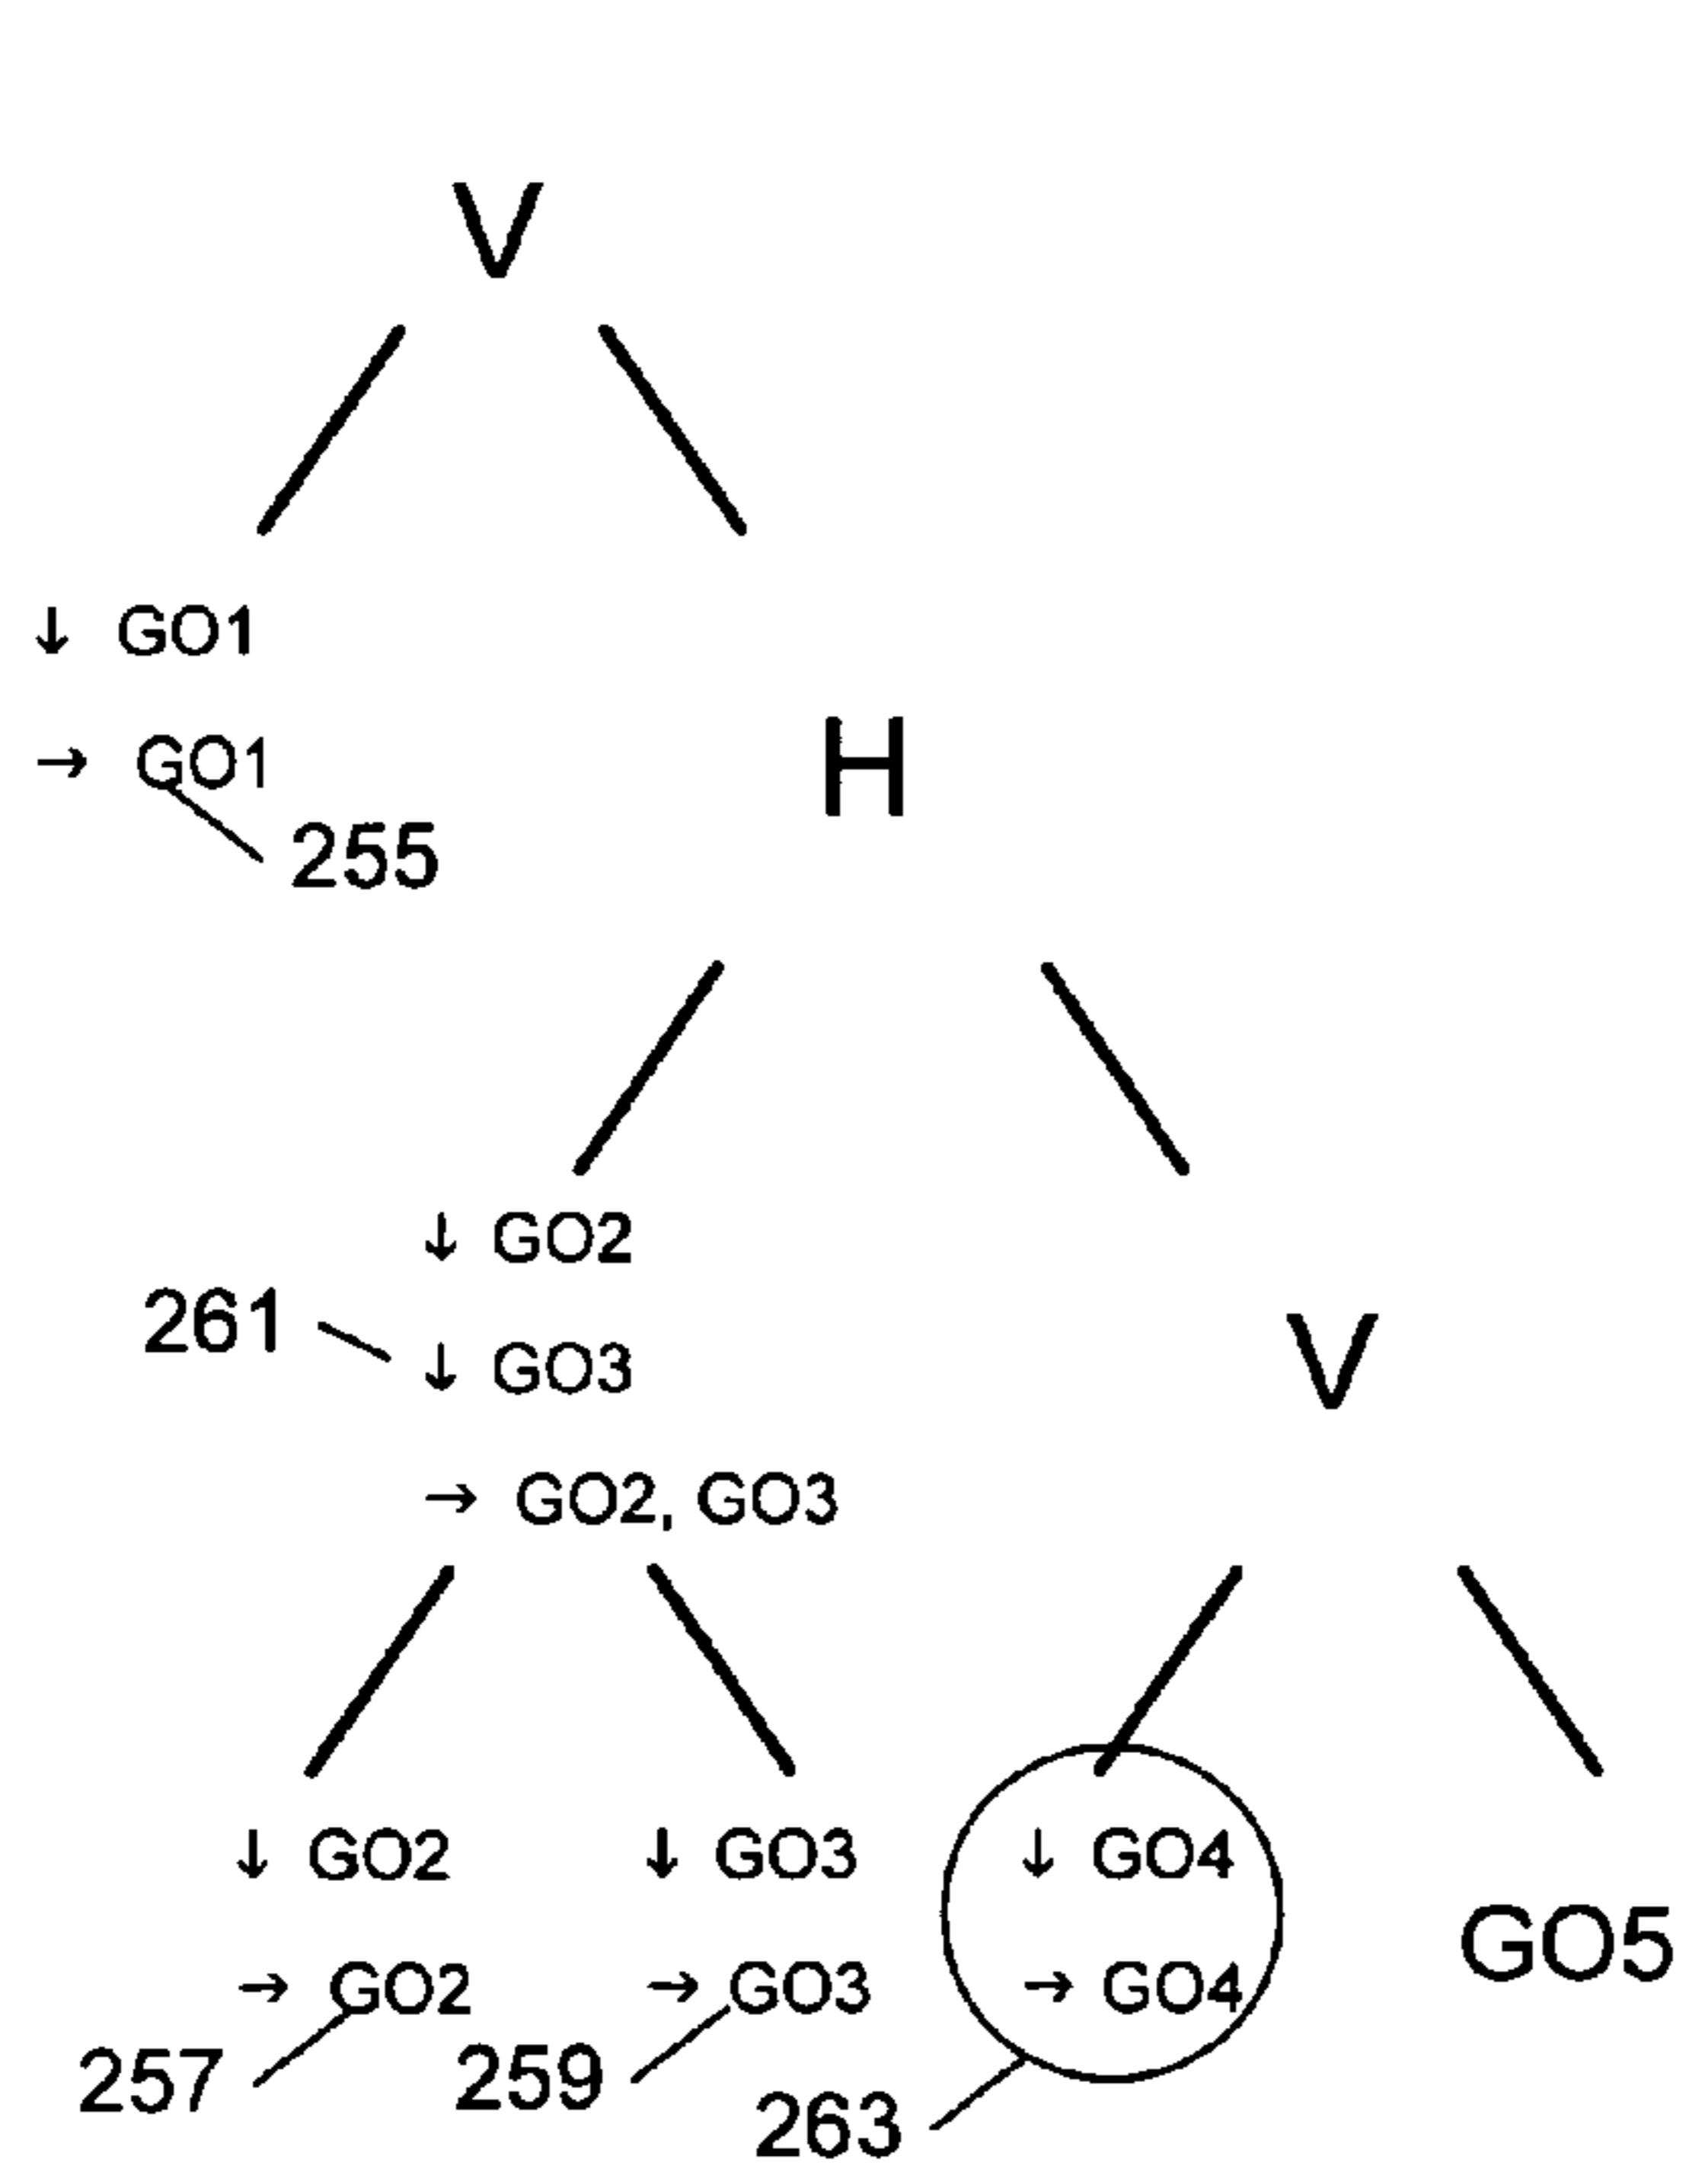 V
↓ GO1
→ GO1
255
H
↓ GO2
261
↓ GO3
→ GO2, GO3
V
↓ GO2
↓ GO3
↓ GO4
→ GO2
→ GO3
→ GO4
GO5
257
259
263